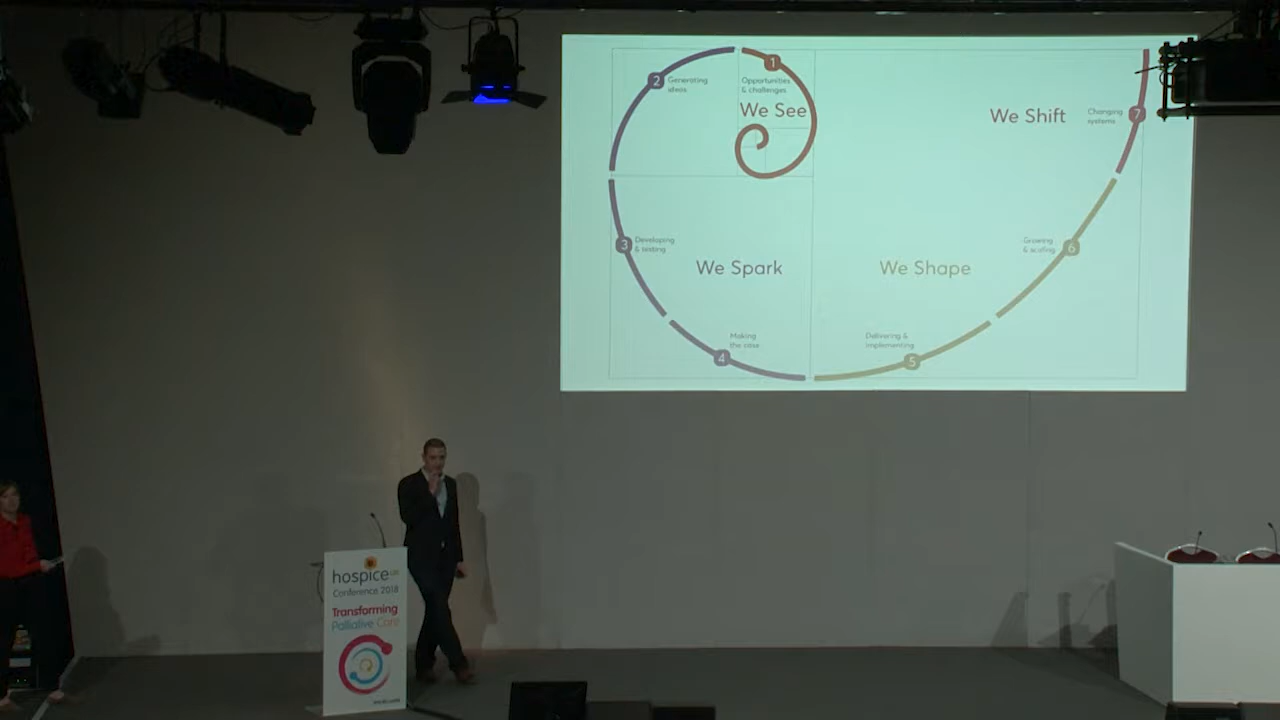 1
Opportunities
& challenges
We See
2
Generating
ideas
3
Developing
& testing
We Spark
4
Making
the case
5
Delivering &
implementing
We Shape
6
Growing
& scaling
We Shift
7
Changing
systems
hospice UK
Conference 2018
Transforming
Palliative Care